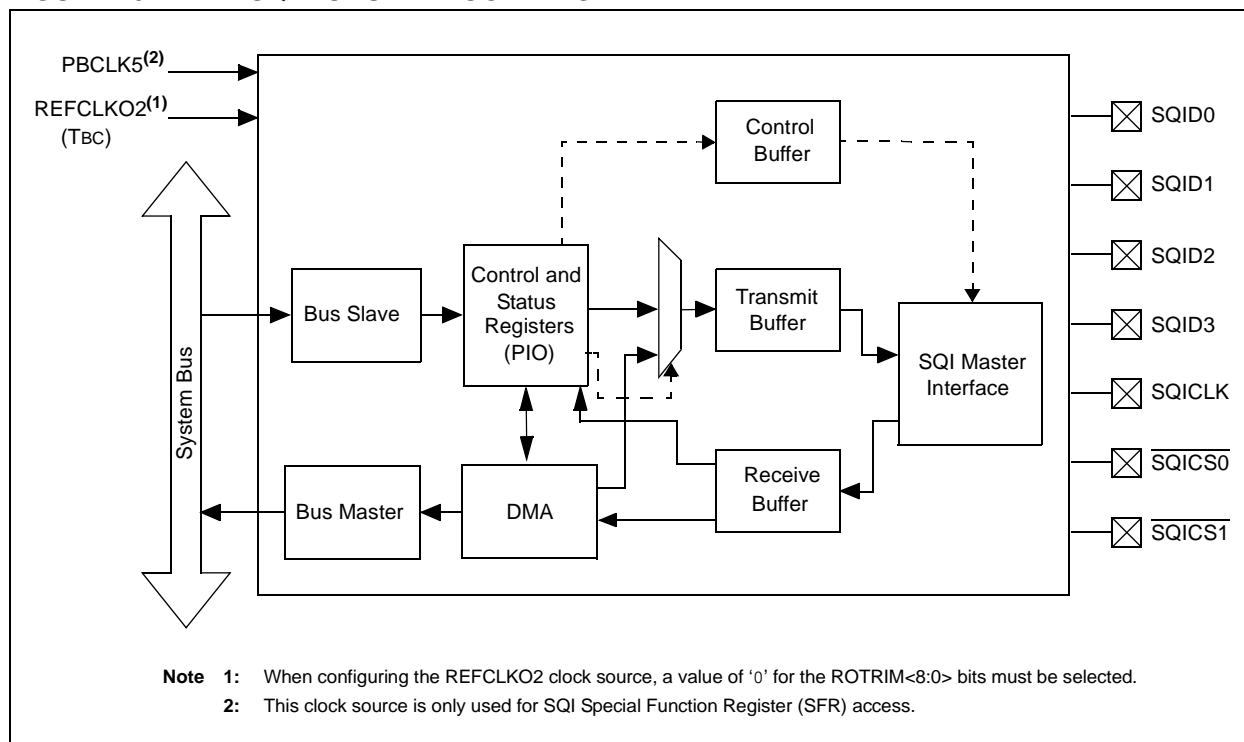 PBCLK5(2)
REFCLKO2(1)
(TBC)
System Bus
Bus Slave
Control and
Status
Registers
(PIO)
Control
Buffer
Transmit
Buffer
SQI Master
Interface
Bus Master
DMA
Receive
Buffer
SQID0
SQID1
SQID2
SQID3
SQICLK
SQICS0
SQICS1
Note 1: When configuring the REFCLKO2 clock source, a value of ‘0’ for the ROTRIM<8:0> bits must be selected.
2: This clock source is only used for SQI Special Function Register (SFR) access.